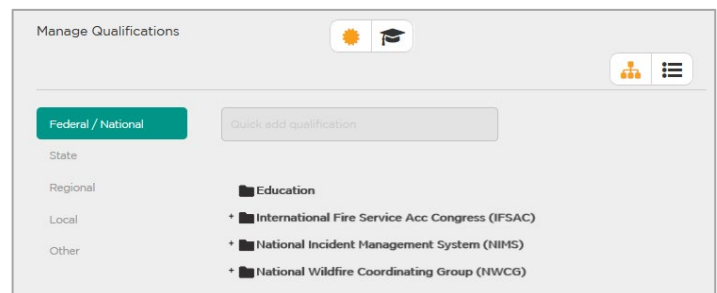 Manage Qualifications
Federal / National
Quick add qualification
State
Regional
Education
Local
+ International Fire Service Acc Congress (IFSAC)
Other
+ National Incident Management System (NIMS)
+ National Wildfire Coordinating Group (NWCG)